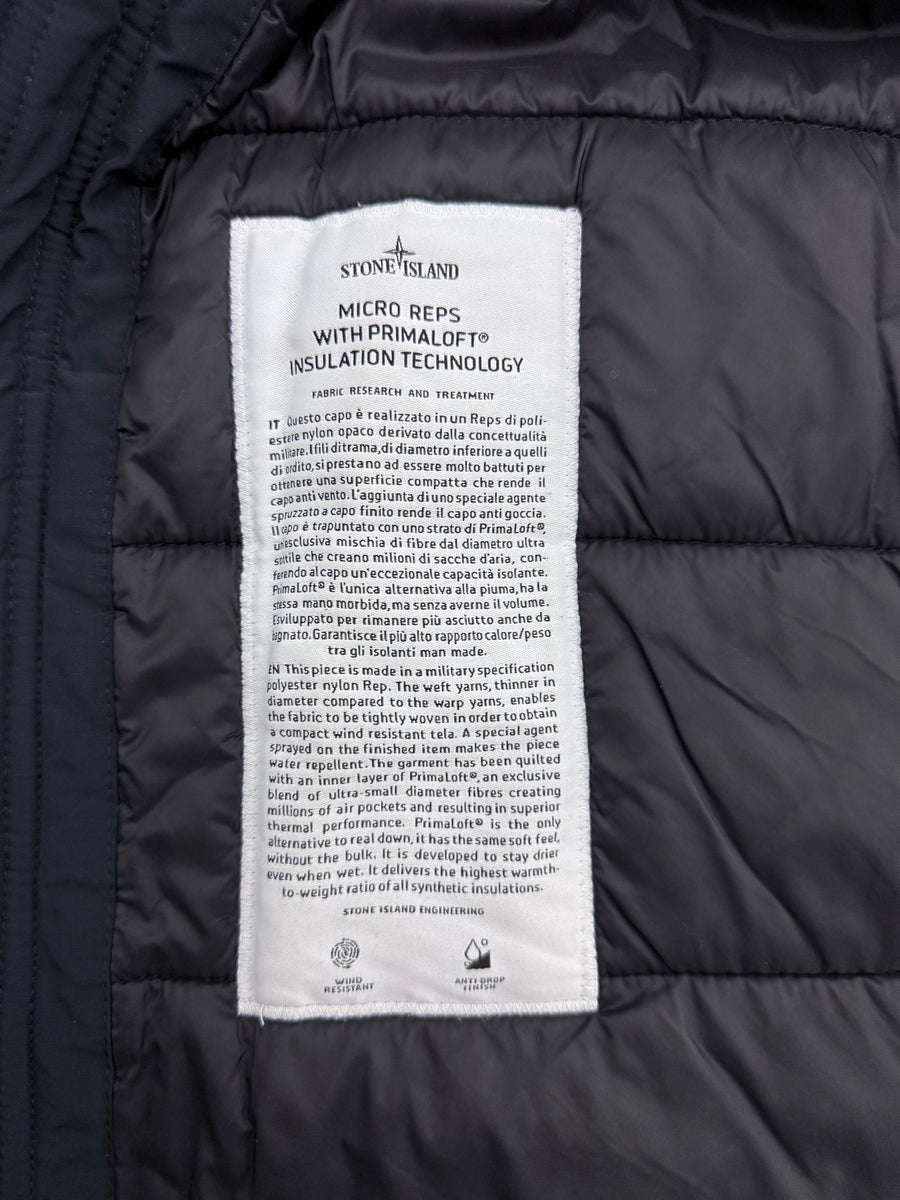 STONE ISLAND
MICRO REPS
WITH PRIMALOFT®
INSULATION TECHNOLOGY
FABRIC RESEARCH AND TREATMENT
IT Questo capo è realizzato in un Reps di poli-
estere nylon opaco derivato dalla concettualità
militare. I fili di trama, di diametro inferiore a quelli
di ordito, si prestano ad essere molto battuti per
ottenere una superficie compatta che rende il
capo anti vento. L'aggiunta di uno speciale agente
spruzzato a capo finito rende il capo anti goccia.
Il capo è trapuntato con uno strato di PrimaLoft®,
un'esclusiva mischia di fibre dal diametro ultra
sottile che creano milioni di sacche d'aria, con-
ferendo al capo un'eccezionale capacità isolante.
PrimaLoft® è l'unica alternativa alla piuma, ha la
stessa mano morbida, ma senza averne il volume.
È sviluppato per rimanere più asciutto anche da
bagnato. Garantisce il più alto rapporto calore/peso
tra gli isolanti man made.
EN This piece is made in a military specification
polyester nylon Rep. The weft yarns, thinner in
diameter compared to the warp yarns, enables
the fabric to be tightly woven in order to obtain
a compact wind resistant tela. A special agent
sprayed on the finished item makes the piece
water repellent. The garment has been quilted
with an inner layer of PrimaLoft®, an exclusive
blend of ultra-small diameter fibres creating
millions of air pockets and resulting in superior
thermal performance. PrimaLoft® is the only
alternative to real down, it has the same soft feel,
without the bulk. It is developed to stay drier
even when wet. It delivers the highest warmth-
to-weight ratio of all synthetic insulations.
STONE ISLAND ENGINEERING
WIND
RESISTANT
ANTI-DROP
FINISH